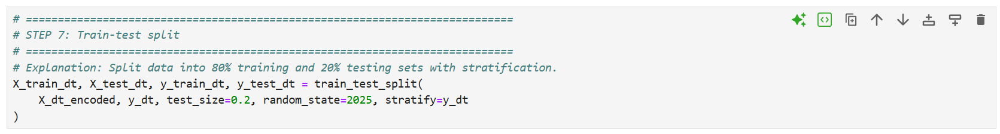 # ============================================================================
# STEP 7: Train-test split
# ============================================================================
# Explanation: Split data into 80% training and 20% testing sets with stratification.
X_train_dt, X_test_dt, y_train_dt, y_test_dt = train_test_split(
    X_dt_encoded, y_dt, test_size=0.2, random_state=2025, stratify=y_dt
)